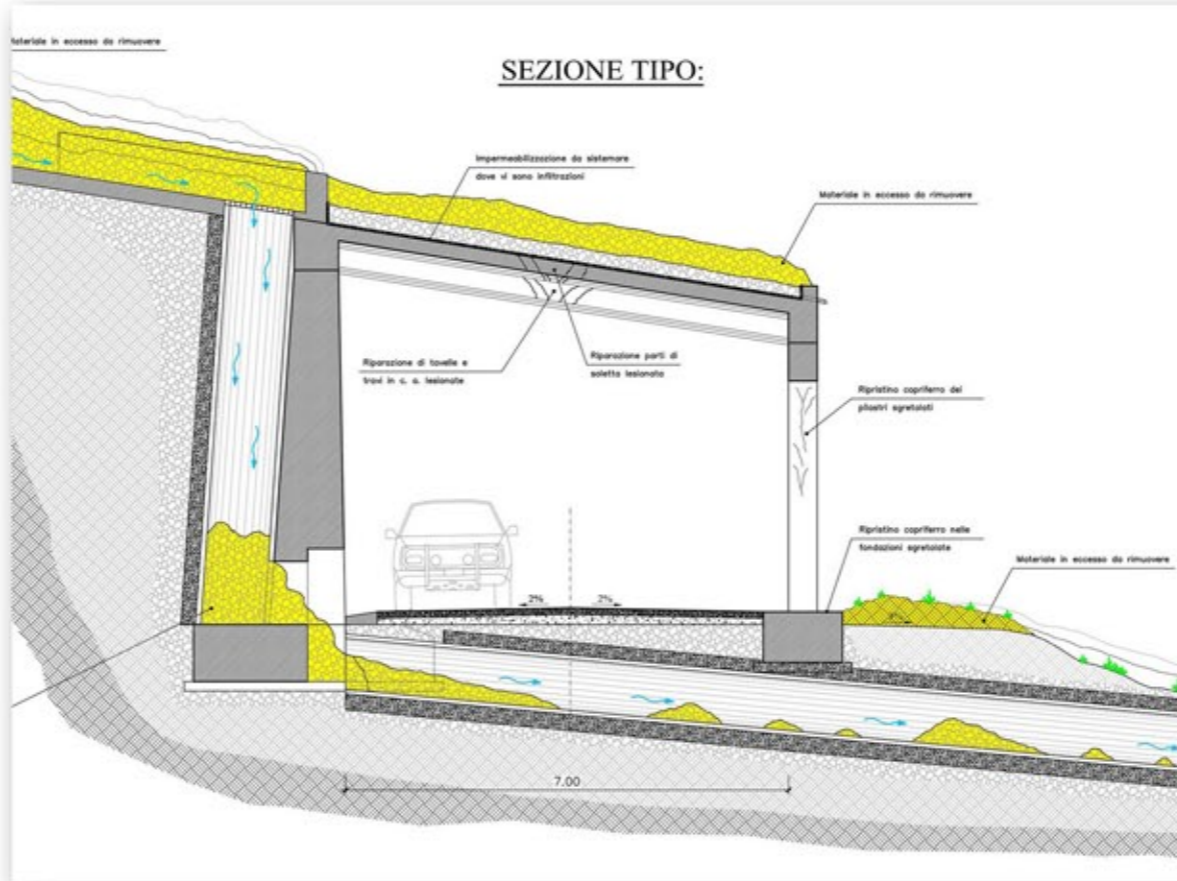 Materiale in eccesso da rimuovere
SEZIONE TIPO:
Impermeabilizzazione da sistemare
dove vi sono infiltrazioni
Materiale in eccesso da rimuovere
Riparazione di tavelle e
travi in c. a. lesionate
Riparazione parti di
soletta lesionata
Ripristino copriferro dei
pilastri sgretolati
Ripristino copriferro nelle
fondazioni sgretolate
Materiale in eccesso da rimuovere
2%
2%
7.00